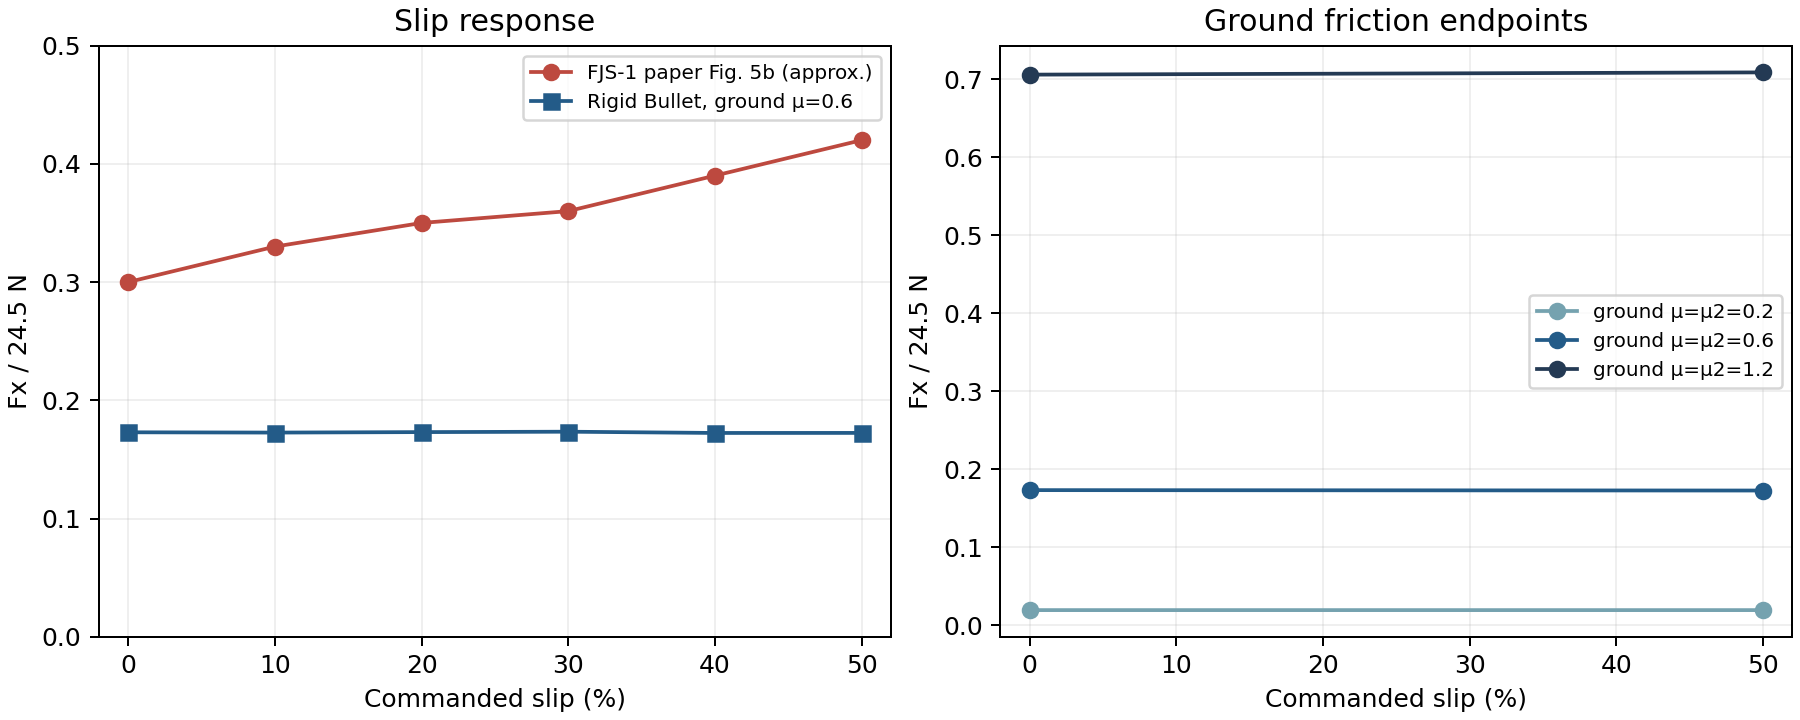 Slip response
0.5
0.4
0.3
0.2
0.1
0.0
Fx / 24.5 N
FJS-1 paper Fig. 5b (approx.)
Rigid Bullet, ground μ=0.6
0 10 20 30 40 50
Commanded slip (%)
Ground friction endpoints
0.7
0.6
0.5
0.4
0.3
0.2
0.1
0.0
Fx / 24.5 N
ground μ=μ2=0.2
ground μ=μ2=0.6
ground μ=μ2=1.2
0 10 20 30 40 50
Commanded slip (%)